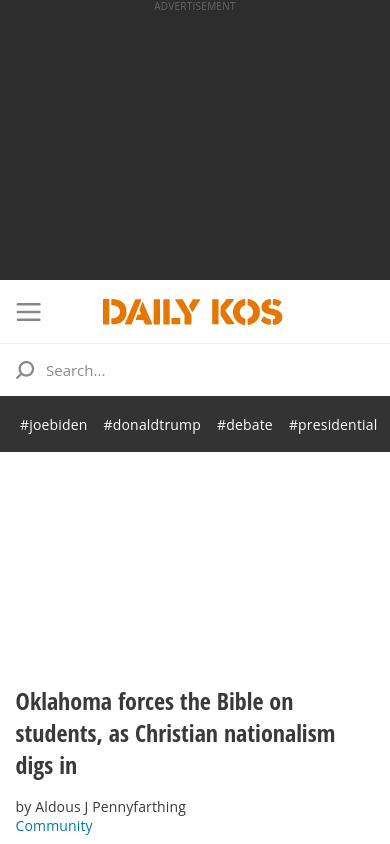 ADVERTISEMENT
DAILY KOS
Search...
#joebiden #donaldtrump #debate #presidential
Oklahoma forces the Bible on
students, as Christian nationalism
digs in
by Aldous J Pennyfarthing
Community